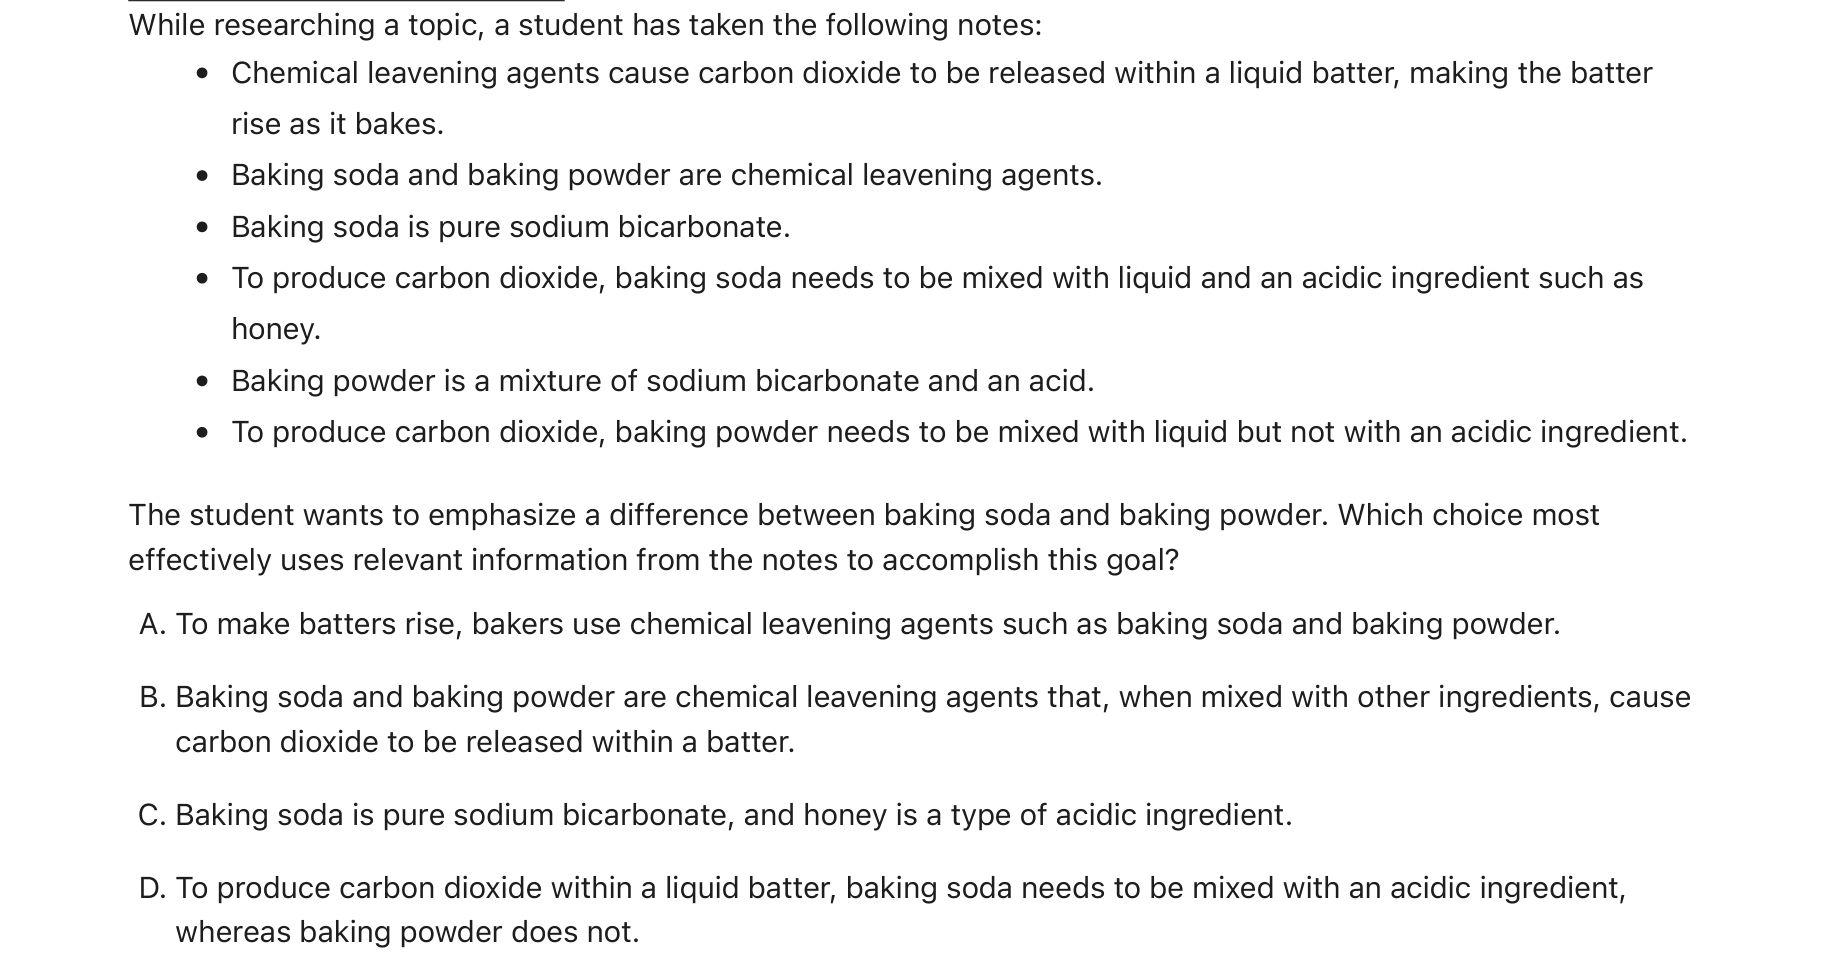 While researching a topic, a student has taken the following notes:
• Chemical leavening agents cause carbon dioxide to be released within a liquid batter, making the batter
rise as it bakes.
• Baking soda and baking powder are chemical leavening agents.
• Baking soda is pure sodium bicarbonate.
• To produce carbon dioxide, baking soda needs to be mixed with liquid and an acidic ingredient such as
honey.
• Baking powder is a mixture of sodium bicarbonate and an acid.
• To produce carbon dioxide, baking powder needs to be mixed with liquid but not with an acidic ingredient.
The student wants to emphasize a difference between baking soda and baking powder. Which choice most
effectively uses relevant information from the notes to accomplish this goal?
A. To make batters rise, bakers use chemical leavening agents such as baking soda and baking powder.
B. Baking soda and baking powder are chemical leavening agents that, when mixed with other ingredients, cause
carbon dioxide to be released within a batter.
C. Baking soda is pure sodium bicarbonate, and honey is a type of acidic ingredient.
D. To produce carbon dioxide within a liquid batter, baking soda needs to be mixed with an acidic ingredient,
whereas baking powder does not.